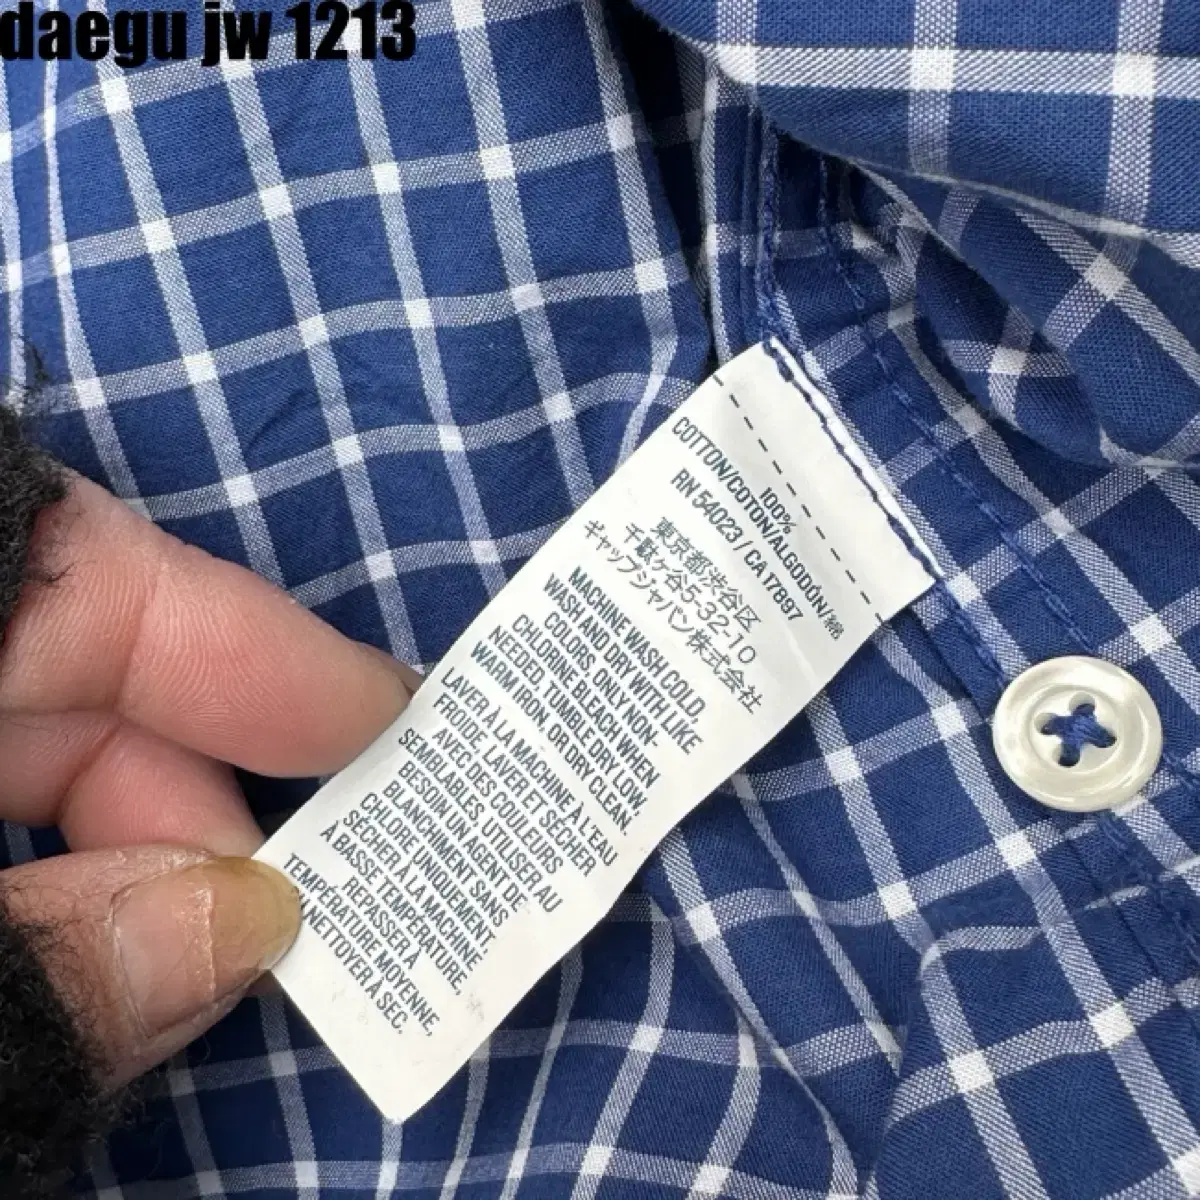 daegu jw 1213
100%
COTTON/COTON/ALGODÓN/棉
RN 54023 / CA 17897
東京都渋谷区
千駄ヶ谷5-32-10
ギャップジャパン株式会社
MACHINE WASH COLD,
WASH AND DRY WITH LIKE
COLORS, ONLY NON-
CHLORINE BLEACH WHEN
NEEDED, TUMBLE DRY LOW,
WARM IRON, OR DRY CLEAN.
LAVER À LA MACHINE À L'EAU
FROIDE, LAVER ET SÉCHER
AVEC DES COULEURS
SEMBLABLES, UTILISER AU
BESOIN UN AGENT DE
BLANCHIMENT SANS
CHLORE UNIQUEMENT,
SÉCHER À LA MACHINE
À BASSE TEMPÉRATURE,
REPASSER À
TEMPÉRATURE MOYENNE,
NETTOYER À SEC.